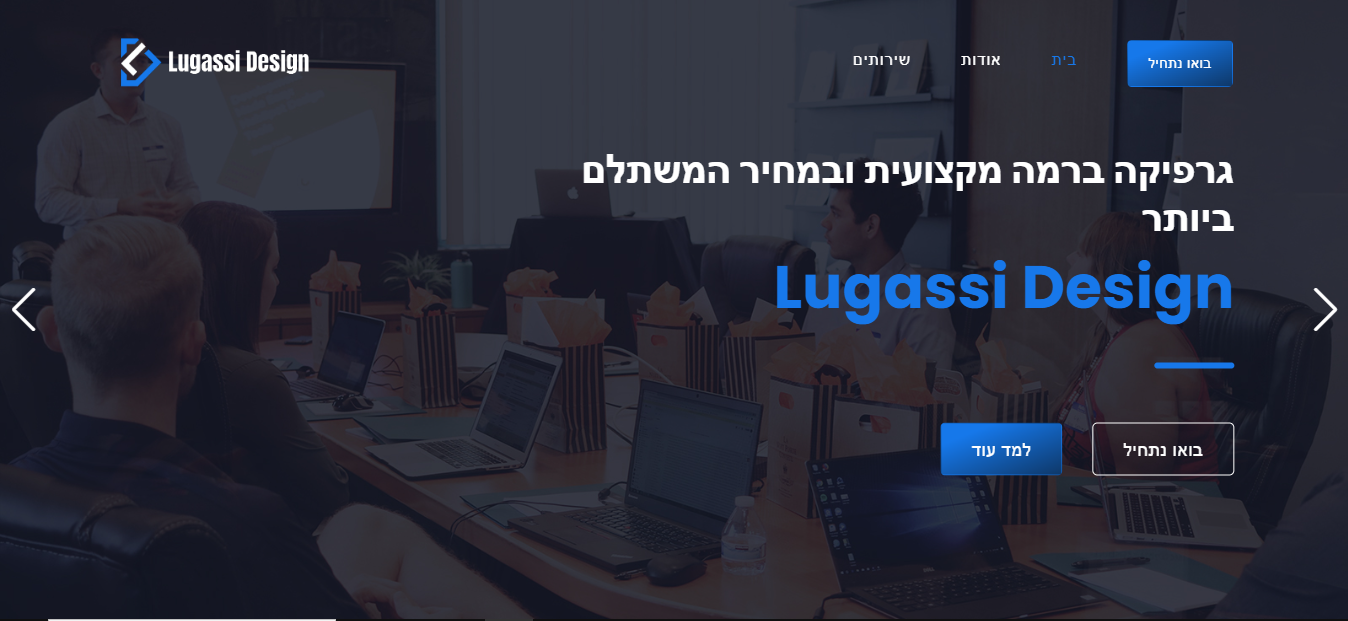 Lugassi Design
בואו נתחיל
בית
אודות
שירותים
גרפיקה ברמה מקצועית ובמחיר המשתלם
ביותר
Lugassi Design
בואו נתחיל
למד עוד